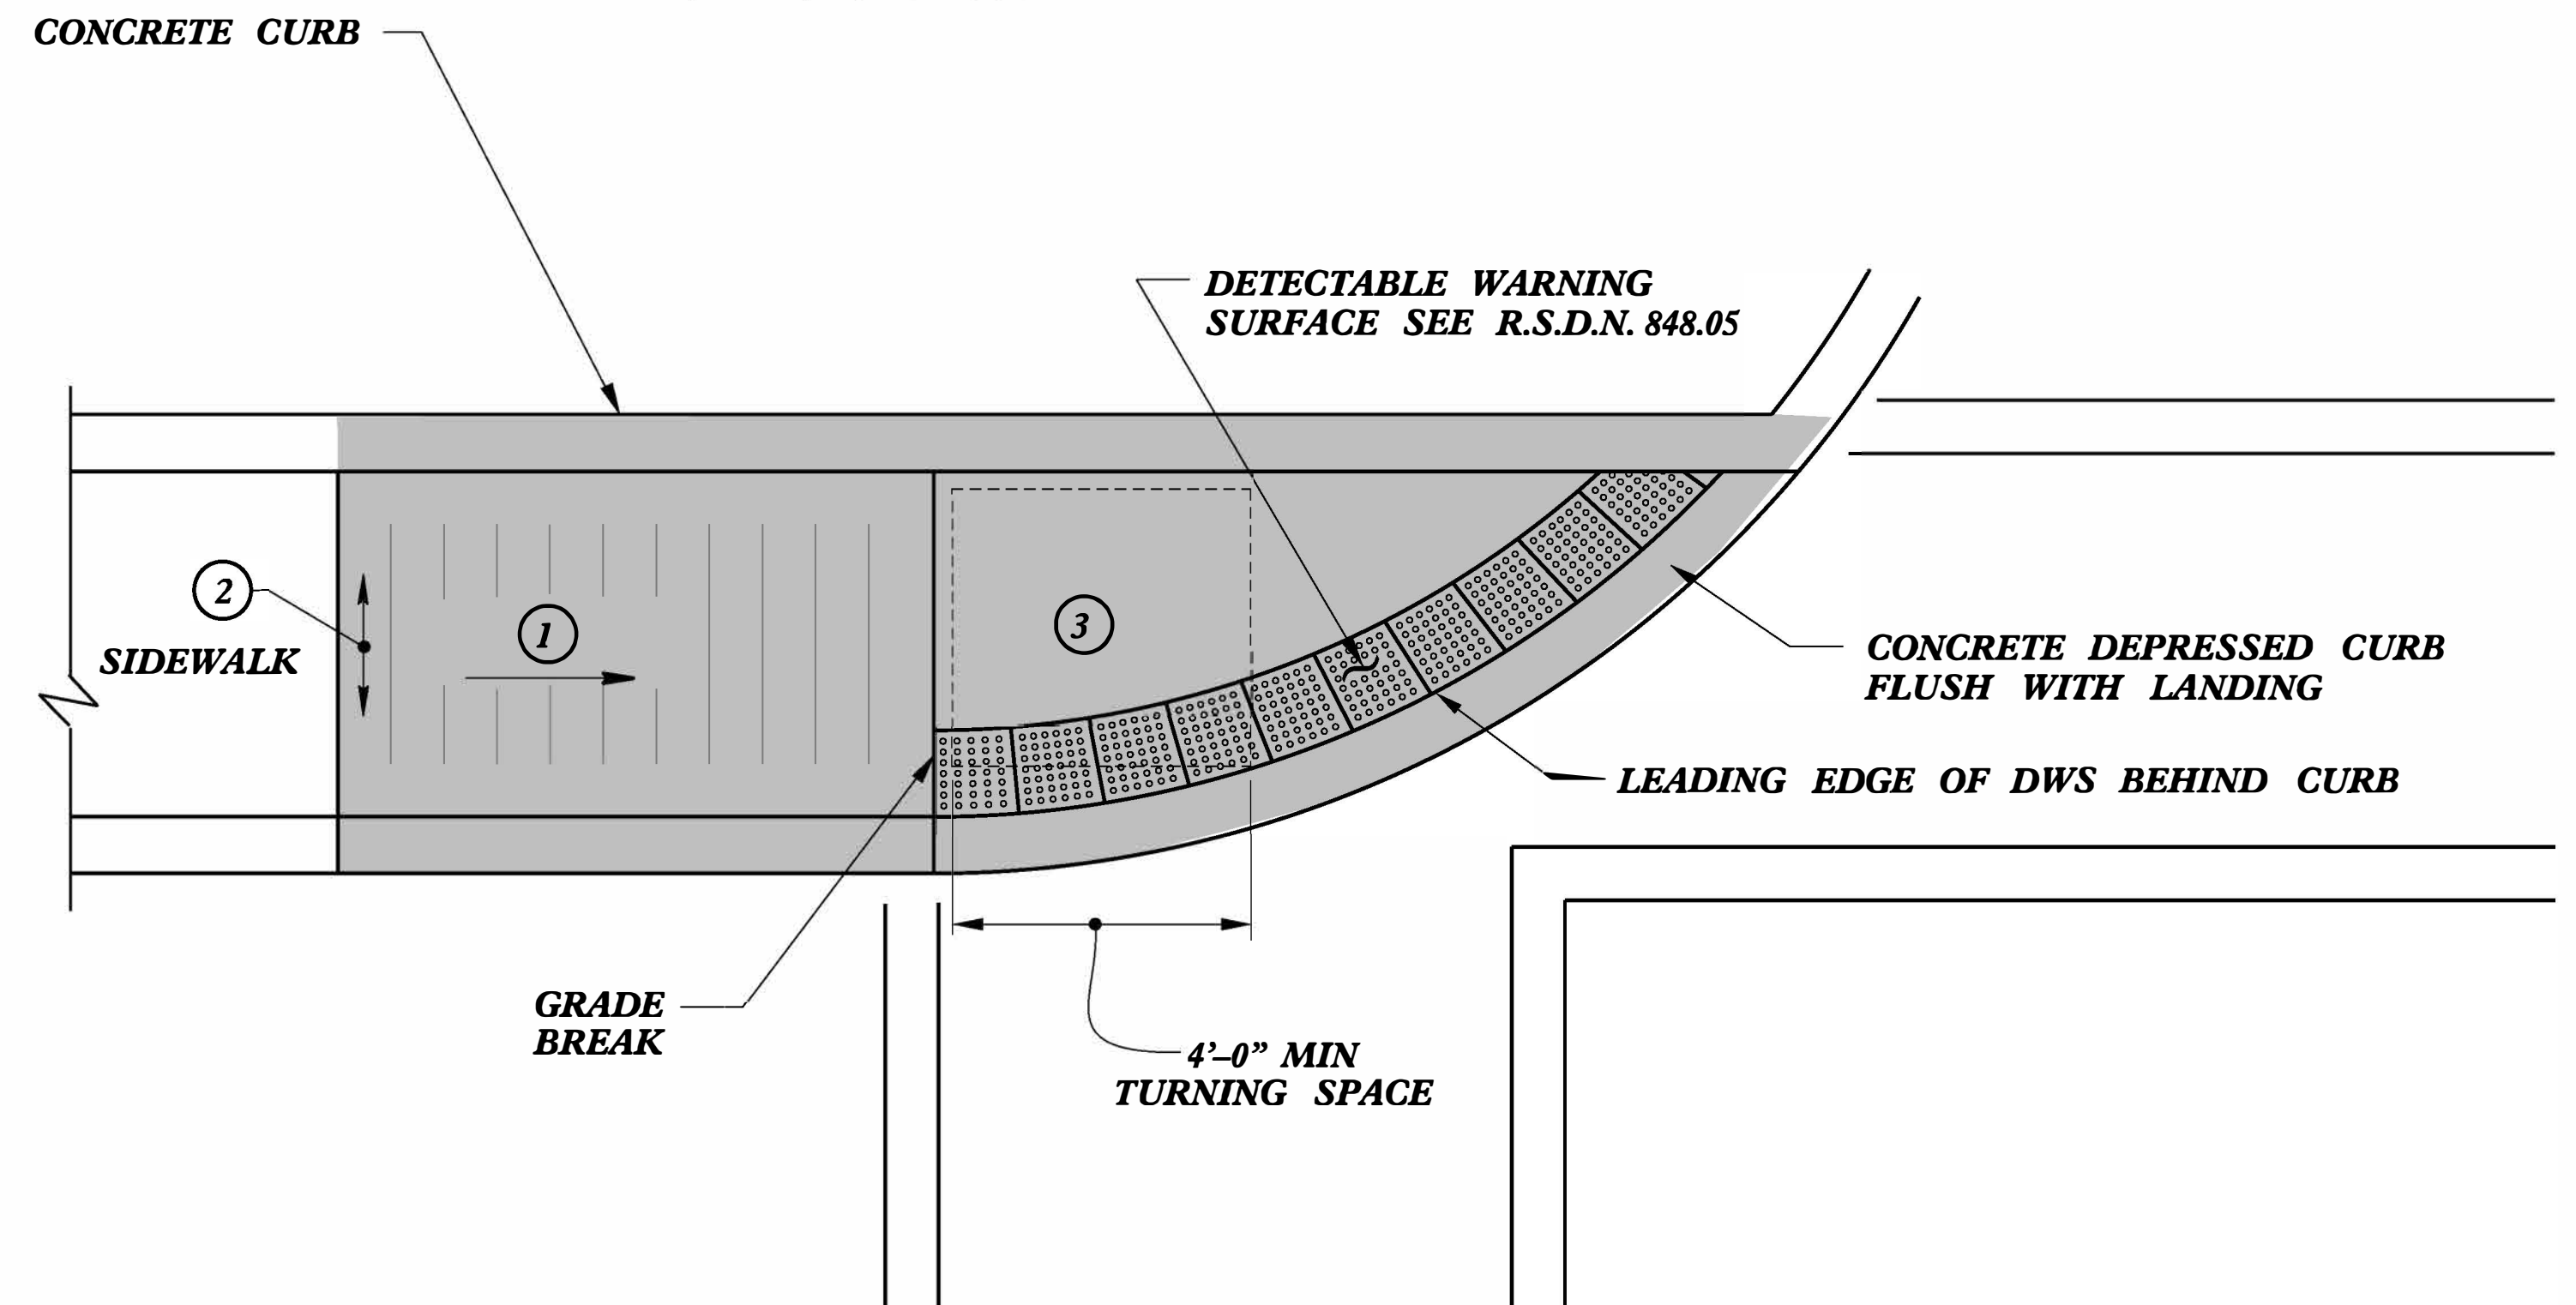 CONCRETE CURB
DETECTABLE WARNING
SURFACE SEE R.S.D.N. 848.05
2
SIDEWALK
1
3
CONCRETE DEPRESSED CURB
FLUSH WITH LANDING
LEADING EDGE OF DWS BEHIND CURB
GRADE
BREAK
4’–0” MIN
TURNING SPACE